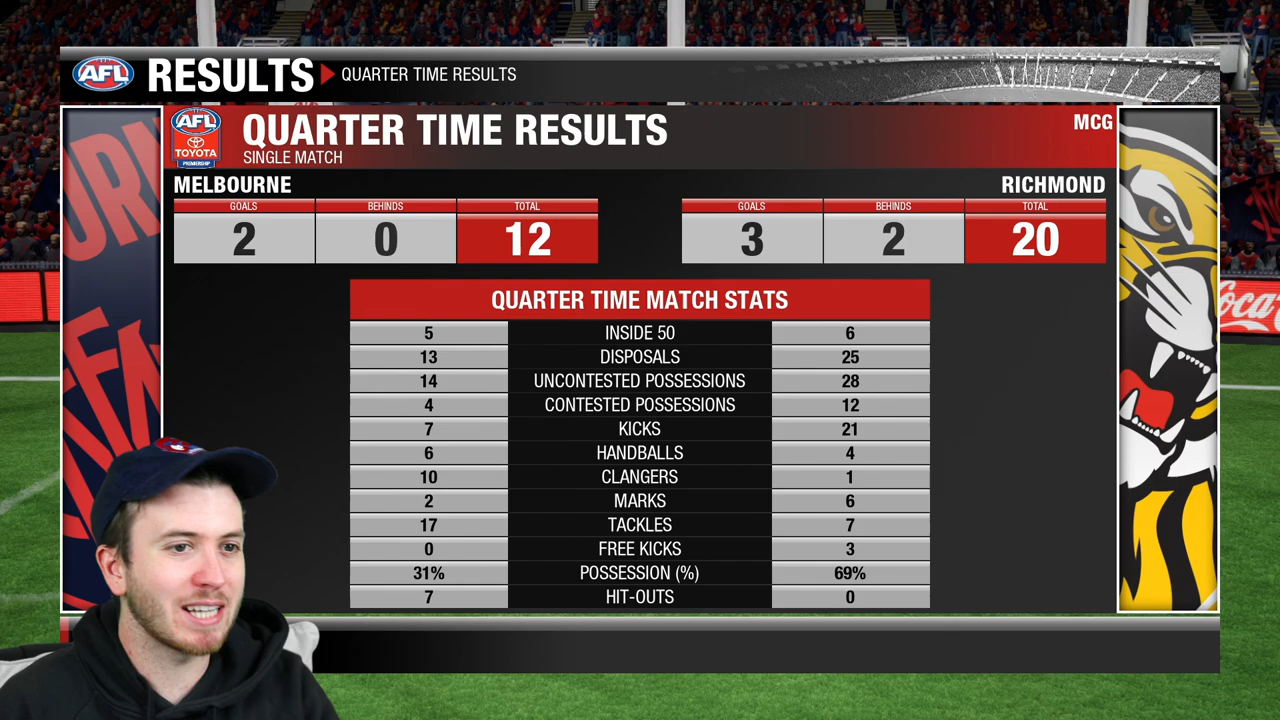 AFL RESULTS QUARTER TIME RESULTS
AFL
TOYOTA
PREMIERSHIP
QUARTER TIME RESULTS
SINGLE MATCH
MCG
MELBOURNE
RICHMOND
GOALS BEHINDS TOTAL GOALS BEHINDS TOTAL
2 0 12 3 2 20
QUARTER TIME MATCH STATS
5 INSIDE 50 6
13 DISPOSALS 25
14 UNCONTESTED POSSESSIONS 28
4 CONTESTED POSSESSIONS 12
7 KICKS 21
6 HANDBALLS 4
10 CLANGERS 1
2 MARKS 6
17 TACKLES 7
0 FREE KICKS 3
31% POSSESSION (%) 69%
7 HIT-OUTS 0
Coca